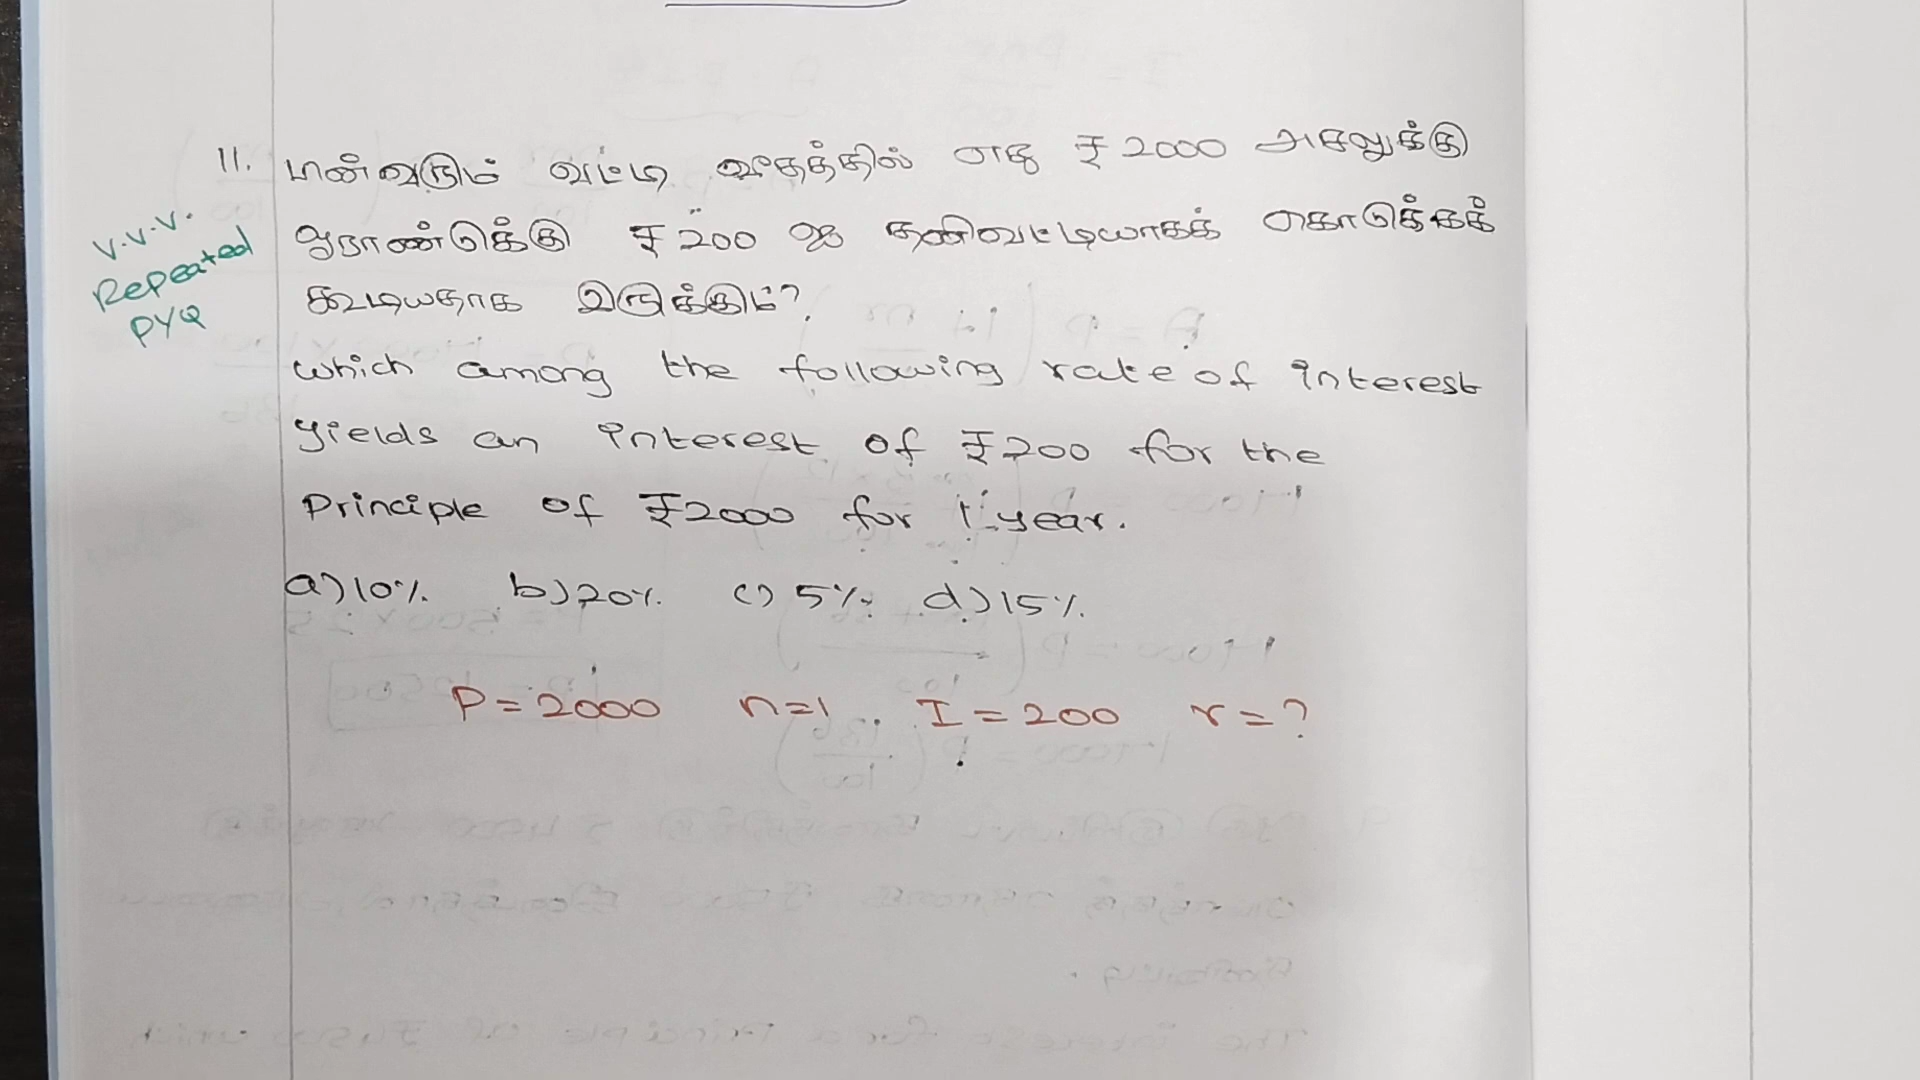 11. பின்வரும் வட்டி வீதத்தில் எது ₹ 2000 அசலுக்கு
ஓராண்டுக்கு ₹ 200 ஐ தனிவட்டியாகக் கொடுக்கக்
கூடியதாக இருக்கும்?
V.V.V.
Repeated
PYQ
which among the following rate of interest
yields an interest of ₹200 for the
Principle of ₹2000 for 1 year.
a) 10% b) 20% c) 5% d) 15%
P = 2000 n=1 I = 200 r = ?